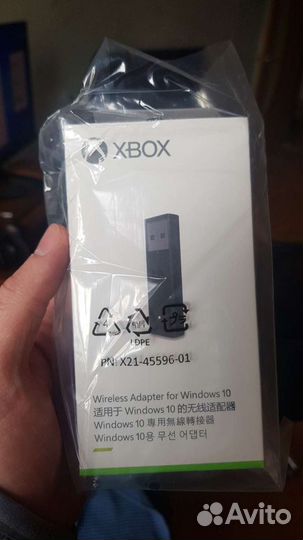 XBOX
LDPE
PN: X21-45596-01
Wireless Adapter for Windows 10
适用于 Windows 10 的无线适配器
Windows 10 專用無線轉接器
Windows 10용 무선 어댑터
Avito